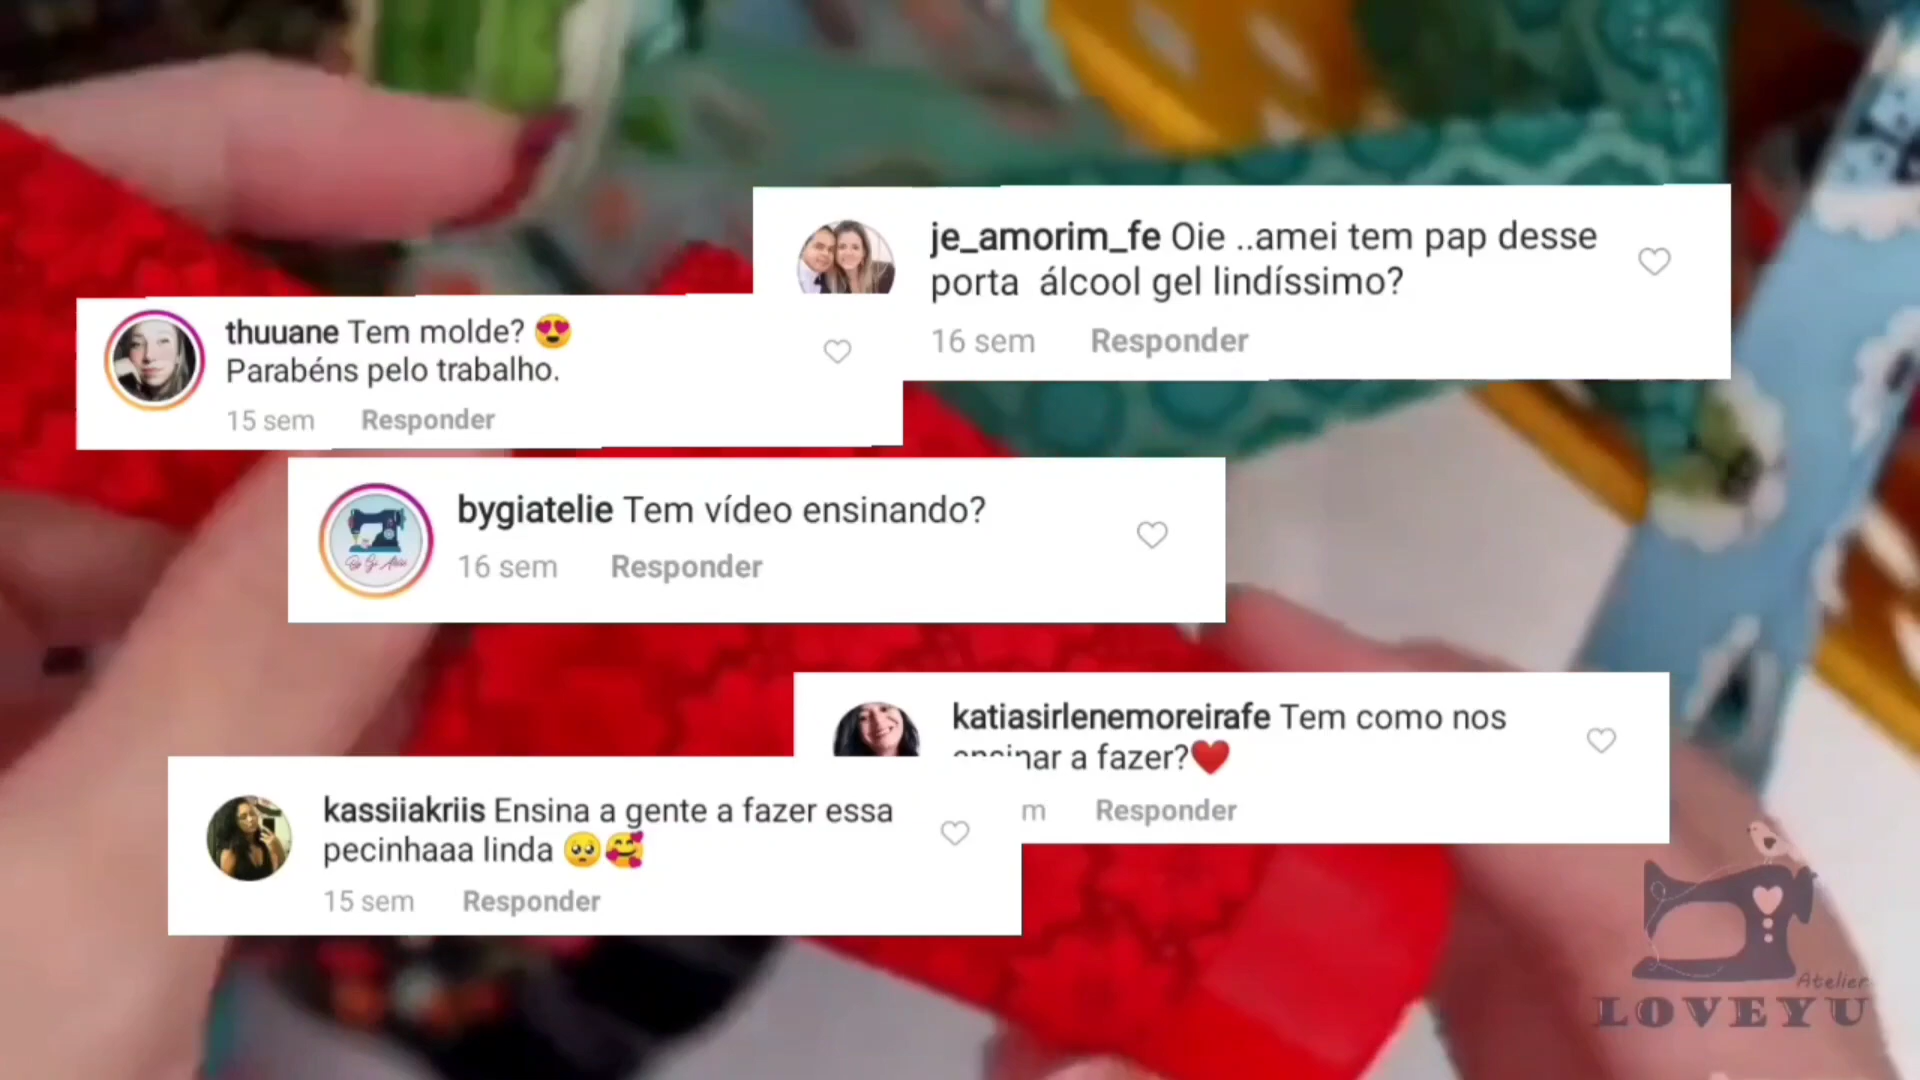 je_amorim_fe Oie ..amei tem pap desse
porta álcool gel lindíssimo?
16 sem Responder
thuuane Tem molde? 😍
Parabéns pelo trabalho.
15 sem Responder
bygiatelie Tem vídeo ensinando?
16 sem Responder
katiasirlenemoreirafe Tem como nos
ensinar a fazer?❤️
m Responder
kassiiakriis Ensina a gente a fazer essa
pecinhaaa linda 🥺🥰
15 sem Responder
Atelier
LOVEYU